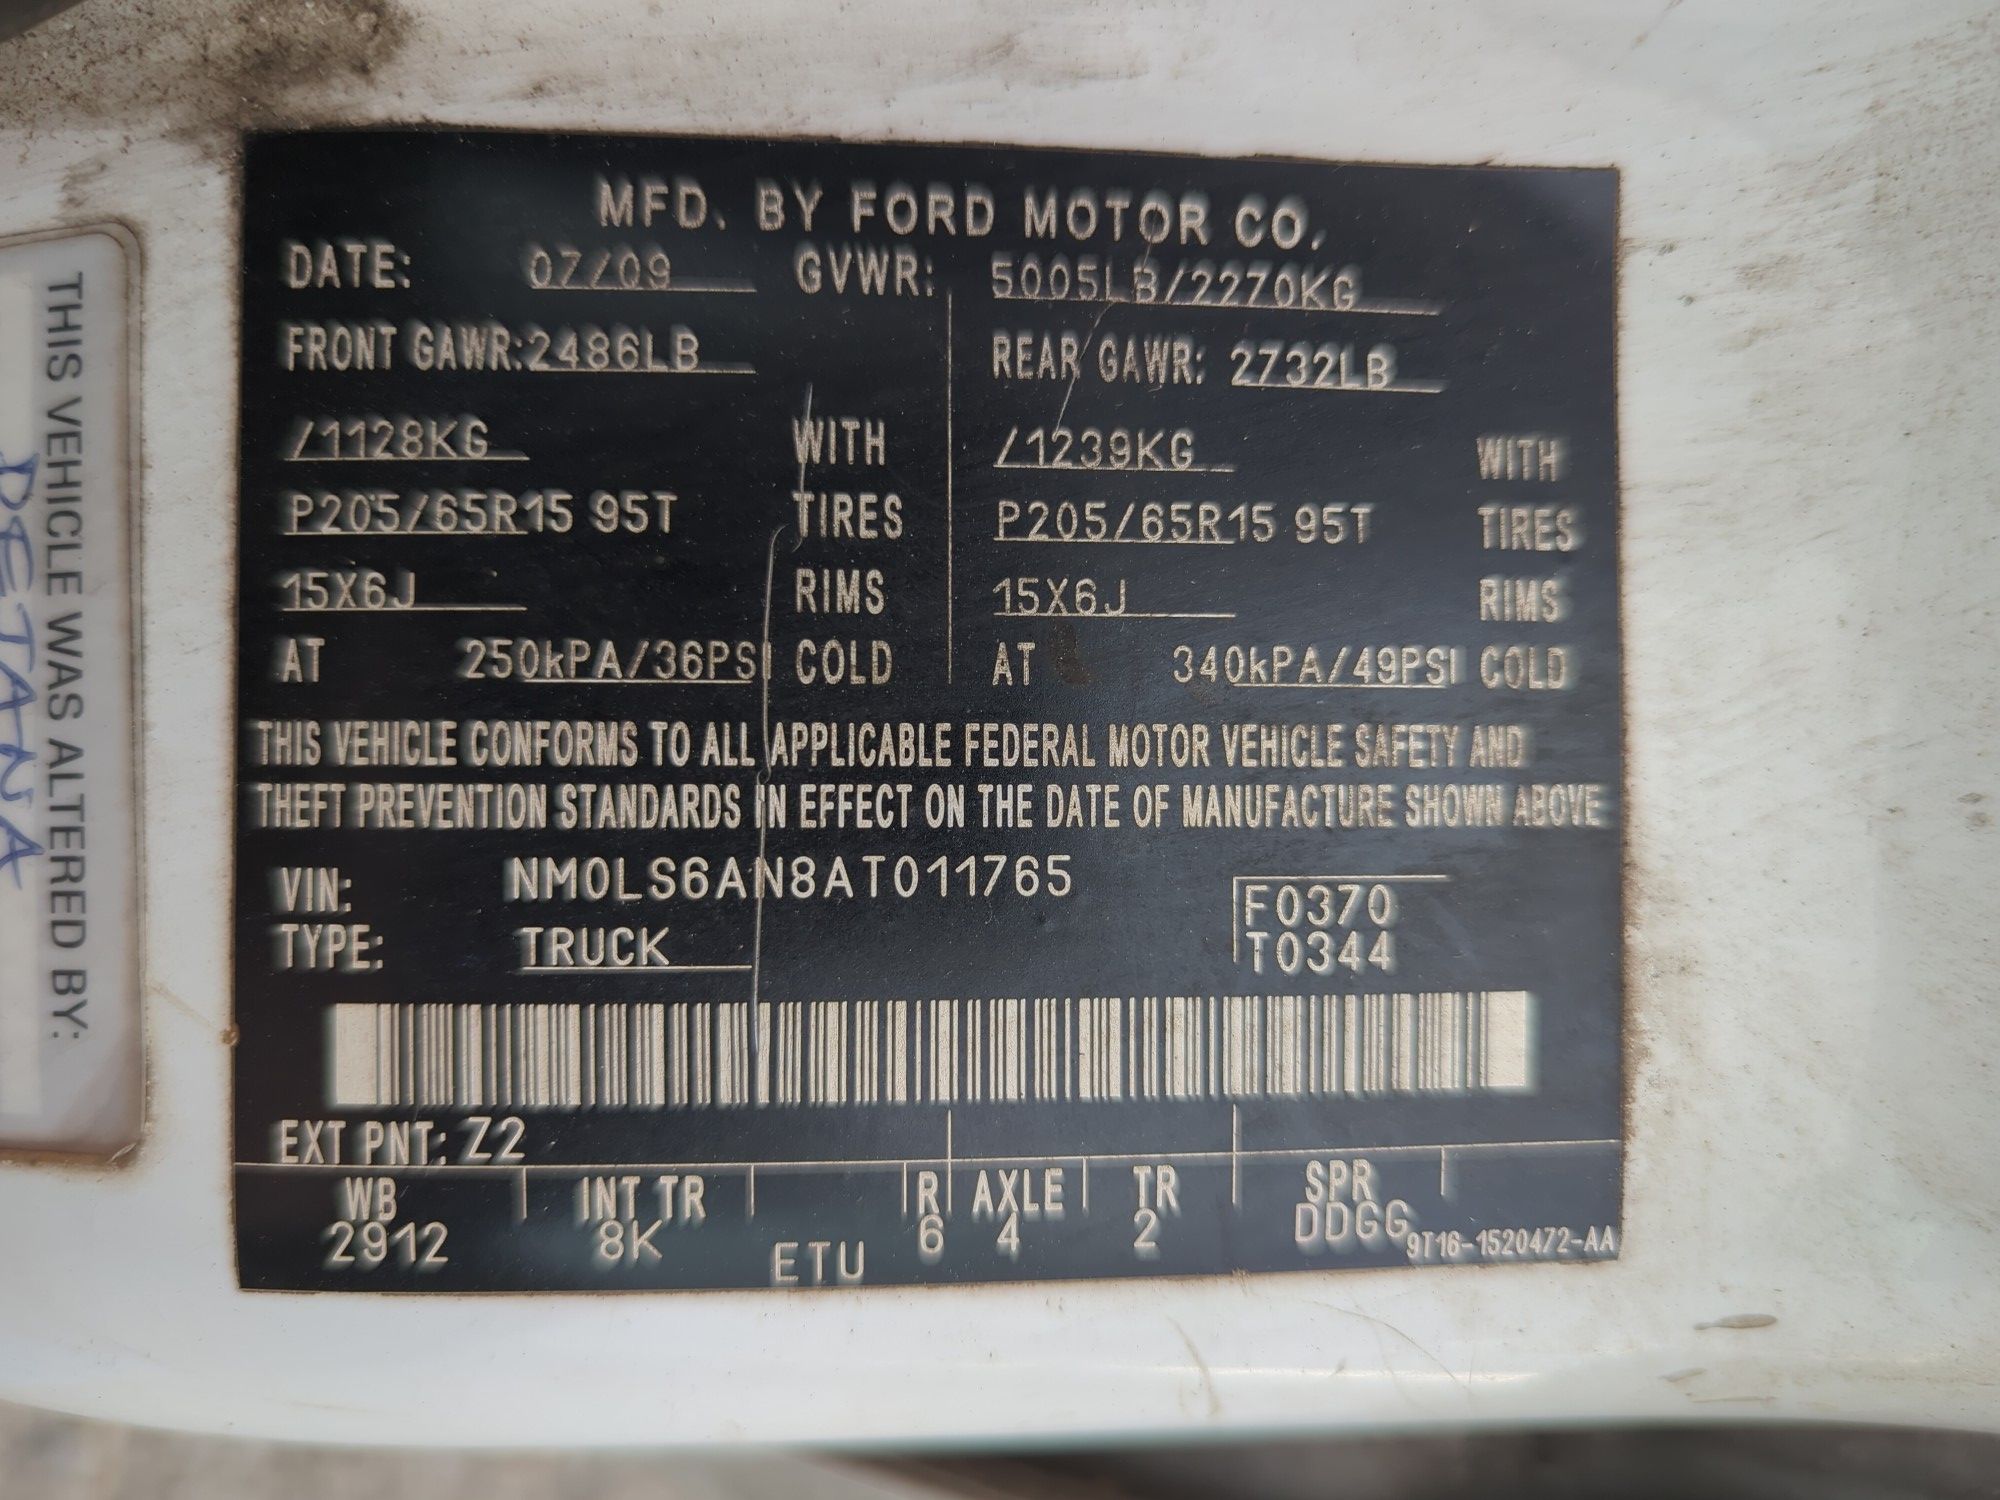 MFD. BY FORD MOTOR CO.
DATE: 07/09 GVWR: 5005LB/2270KG
FRONT GAWR: 2486LB REAR GAWR: 2732LB
/1128KG WITH /1239KG WITH
P205/65R15 95T TIRES P205/65R15 95T TIRES
15X6J RIMS 15X6J RIMS
AT 250kPA/36PSI COLD AT 340kPA/49PSI COLD
THIS VEHICLE CONFORMS TO ALL APPLICABLE FEDERAL MOTOR VEHICLE SAFETY AND
THEFT PREVENTION STANDARDS IN EFFECT ON THE DATE OF MANUFACTURE SHOWN ABOVE
VIN: NM0LS6AN8AT011765
F0370
TYPE: TRUCK T0344
EXT PNT: Z2
WB INT TR R AXLE TR SPR
2912 8K ETU 6 4 2 DDGG 9T16-1520472-AA
THIS VEHICLE WAS ALTERED BY:
DEJANA